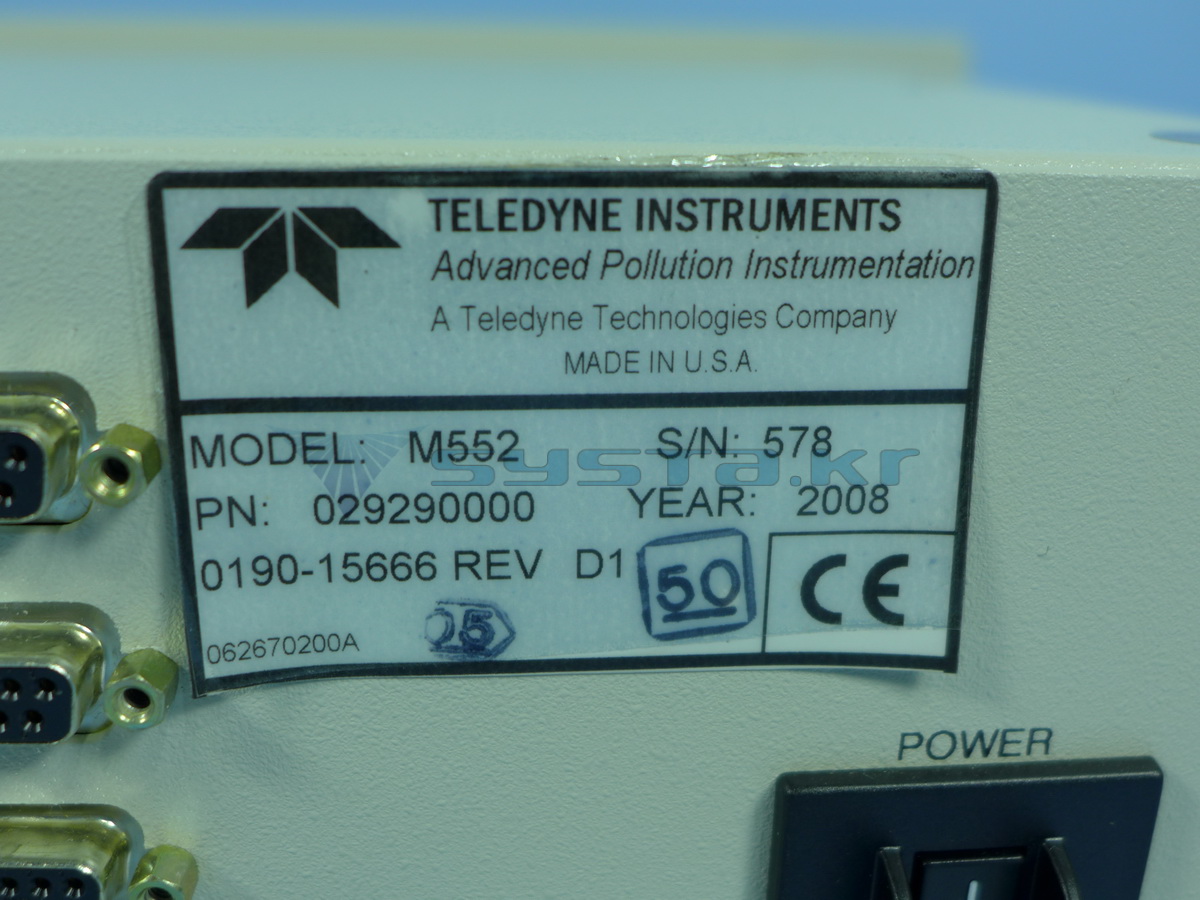 TELEDYNE INSTRUMENTS
Advanced Pollution Instrumentation
A Teledyne Technologies Company
MADE IN U.S.A.
MODEL: M552 S/N: 578
systa.kr
PN: 029290000 YEAR: 2008
0190-15666 REV D1 50 CE
062670200A 25
POWER